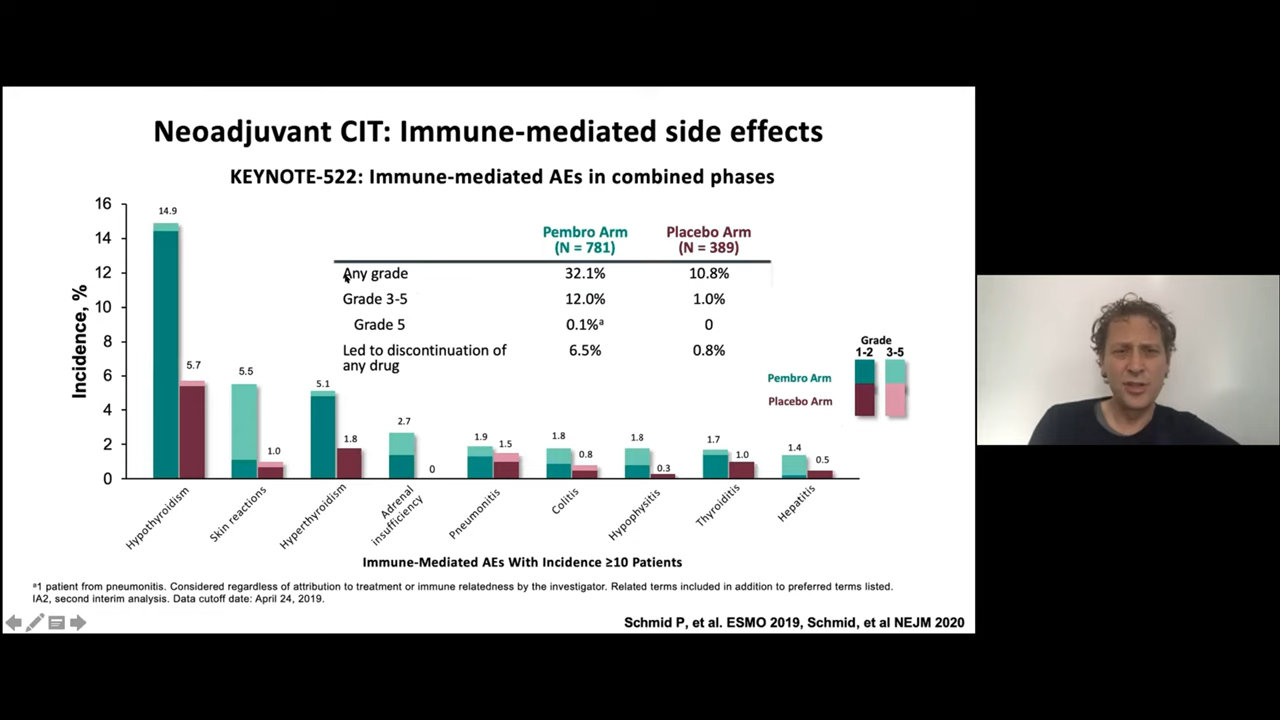 Neoadjuvant CIT: Immune-mediated side effects
KEYNOTE-522: Immune-mediated AEs in combined phases
Incidence, %
16
14
12
10
8
6
4
2
0
14.9
5.7
5.5
1.0
5.1
1.8
2.7
0
1.9
1.5
1.8
0.8
1.8
0.3
1.7
1.0
1.4
0.5
Pembro Arm Placebo Arm
(N = 781) (N = 389)
Any grade 32.1% 10.8%
Grade 3-5 12.0% 1.0%
Grade 5 0.1%ᵃ 0
Led to discontinuation of 6.5% 0.8%
any drug
Grade
1-2 3-5
Pembro Arm
Placebo Arm
Hypothyroidism
Skin reactions
Hyperthyroidism
Adrenal
insufficiency
Pneumonitis
Colitis
Hypophysitis
Thyroiditis
Hepatitis
Immune-Mediated AEs With Incidence ≥10 Patients
ᵃ1 patient from pneumonitis. Considered regardless of attribution to treatment or immune relatedness by the investigator. Related terms included in addition to preferred terms listed.
IA2, second interim analysis. Data cutoff date: April 24, 2019.
Schmid P, et al. ESMO 2019, Schmid, et al NEJM 2020